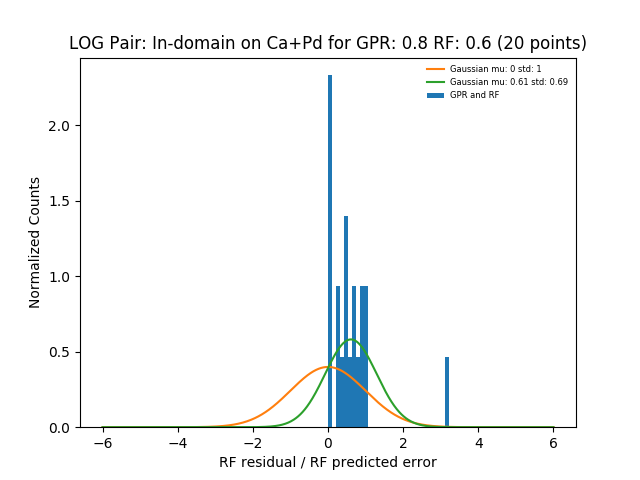 LOG Pair: In-domain on Ca+Pd for GPR: 0.8 RF: 0.6 (20 points)
Gaussian mu: 0 std: 1
Gaussian mu: 0.61 std: 0.69
GPR and RF
Normalized Counts
2.0
1.5
1.0
0.5
0.0
−6 −4 −2 0 2 4 6
RF residual / RF predicted error